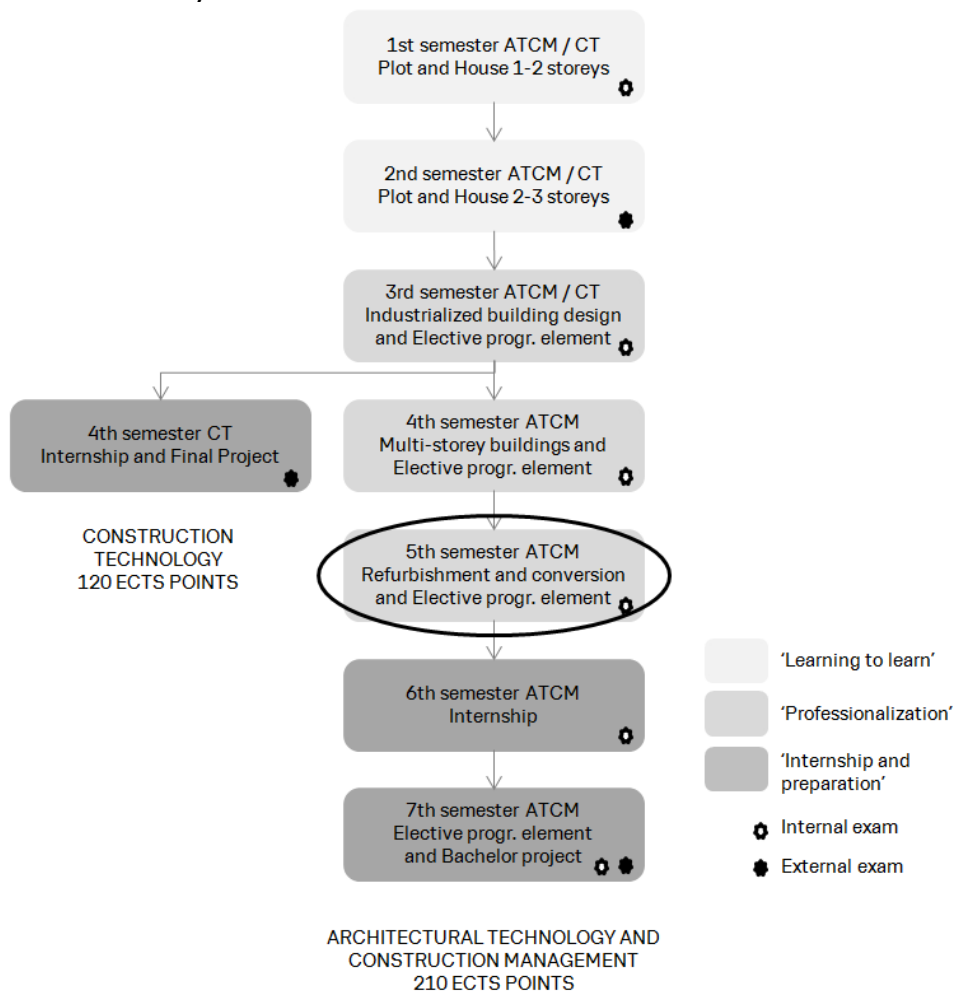 1st semester ATCM / CT
Plot and House 1-2 storeys
2nd semester ATCM / CT
Plot and House 2-3 storeys
3rd semester ATCM / CT
Industrialized building design
and Elective progr. element
4th semester CT
Internship and Final Project
4th semester ATCM
Multi-storey buildings and
Elective progr. element
CONSTRUCTION
TECHNOLOGY
120 ECTS POINTS
5th semester ATCM
Refurbishment and conversion
and Elective progr. element
6th semester ATCM
Internship
7th semester ATCM
Elective progr. element
and Bachelor project
'Learning to learn'
'Professionalization'
'Internship and
preparation'
Internal exam
External exam
ARCHITECTURAL TECHNOLOGY AND
CONSTRUCTION MANAGEMENT
210 ECTS POINTS